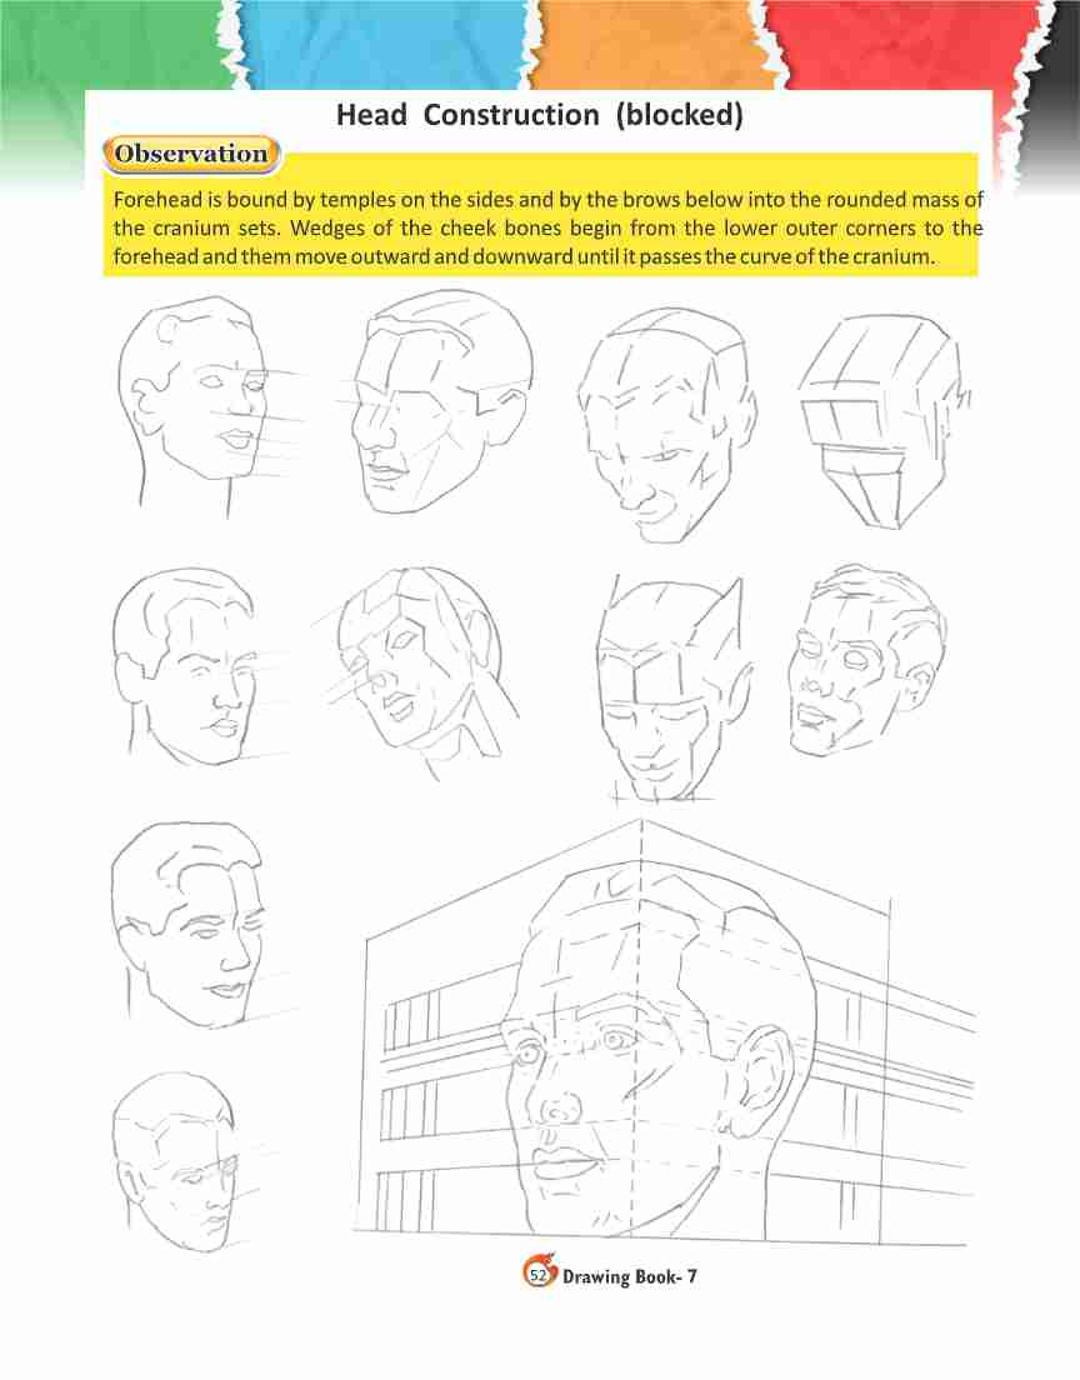 Head Construction (blocked)
Observation
Forehead is bound by temples on the sides and by the brows below into the rounded mass of
the cranium sets. Wedges of the cheek bones begin from the lower outer corners to the
forehead and them move outward and downward until it passes the curve of the cranium.
52 Drawing Book- 7